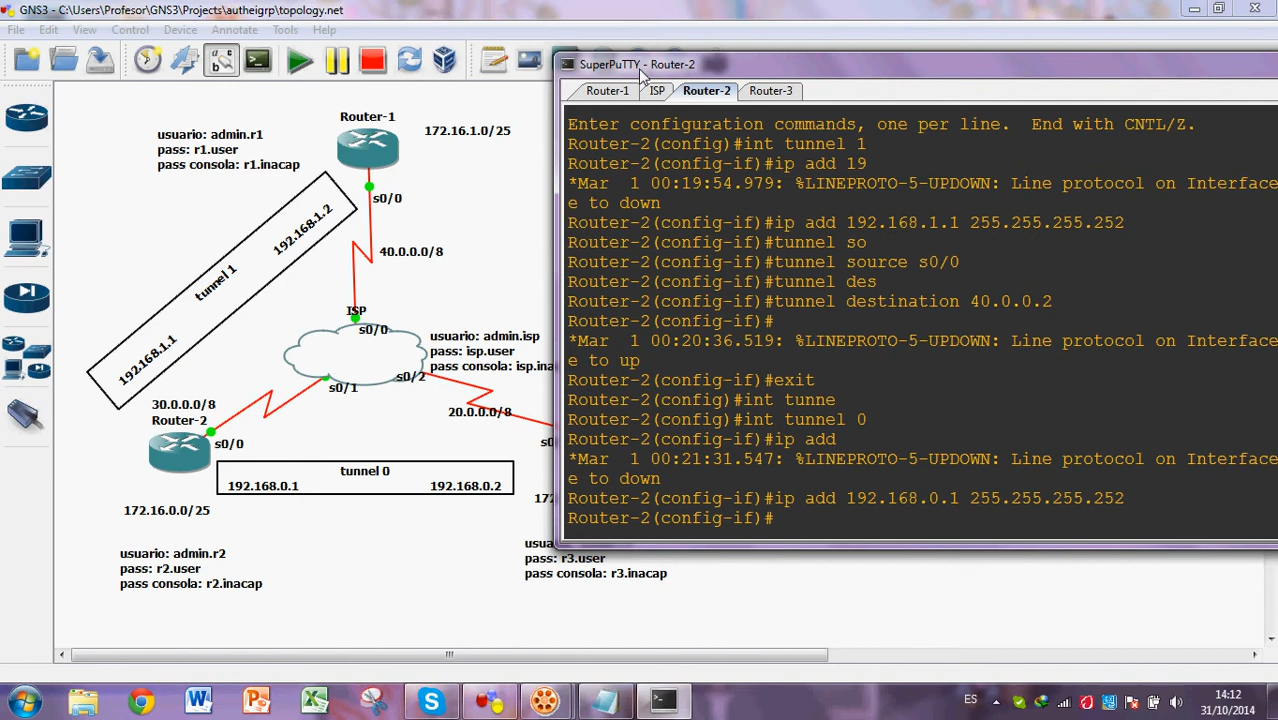 GNS3 - C:\Users\Profesor\GNS3\Projects\autheigrp\topology.net
File Edit View Control Device Annotate Tools Help
SuperPuTTY - Router-2
Router-1 ISP Router-2 Router-3
Enter configuration commands, one per line. End with CNTL/Z.
Router-2(config)#int tunnel 1
Router-2(config-if)#ip add 19
*Mar 1 00:19:54.979: %LINEPROTO-5-UPDOWN: Line protocol on Interface
e to down
Router-2(config-if)#ip add 192.168.1.1 255.255.255.252
Router-2(config-if)#tunnel so
Router-2(config-if)#tunnel source s0/0
Router-2(config-if)#tunnel des
Router-2(config-if)#tunnel destination 40.0.0.2
Router-2(config-if)#
*Mar 1 00:20:36.519: %LINEPROTO-5-UPDOWN: Line protocol on Interface
e to up
Router-2(config-if)#exit
Router-2(config)#int tunne
Router-2(config)#int tunnel 0
Router-2(config-if)#ip add
*Mar 1 00:21:31.547: %LINEPROTO-5-UPDOWN: Line protocol on Interface
e to down
Router-2(config-if)#ip add 192.168.0.1 255.255.255.252
Router-2(config-if)#
Router-1
172.16.1.0/25
usuario: admin.r1
pass: r1.user
pass consola: r1.inacap
s0/0
192.168.1.2
40.0.0.0/8
tunnel 1
192.168.1.1
ISP
s0/0
usuario: admin.isp
pass: isp.user
pass consola: isp.ina
s0/2
s0/1
30.0.0.0/8
Router-2
20.0.0.0/8
s0/0
s0
tunnel 0
192.168.0.1 192.168.0.2
172.16.0.0/25
172
usuario: admin.r2
pass: r2.user
pass consola: r2.inacap
usua
pass: r3.user
pass consola: r3.inacap
ES
14:12
31/10/2014